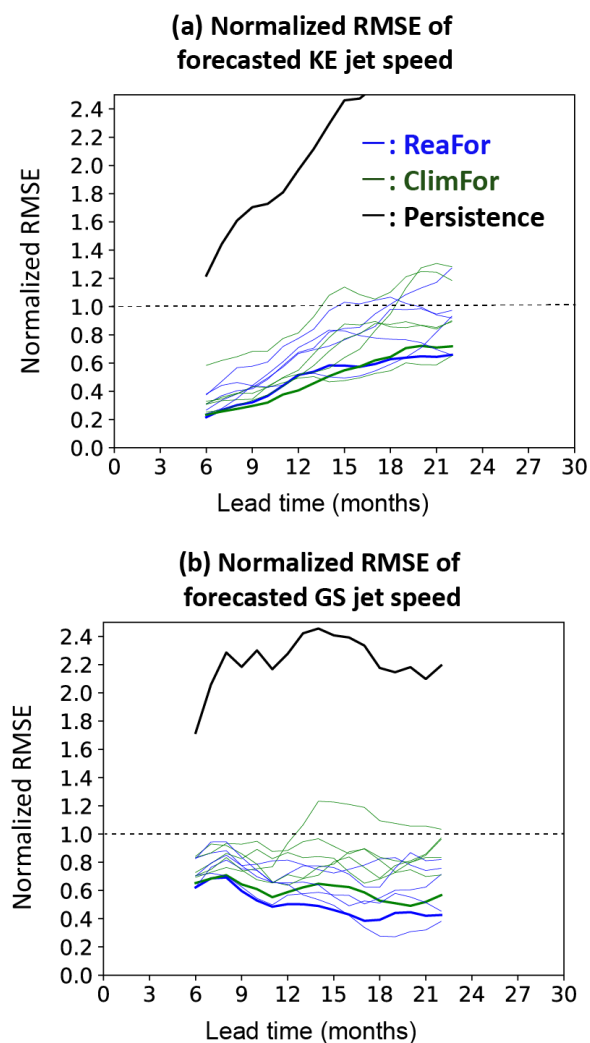 (a) Normalized RMSE of
forecasted KE jet speed
Normalized RMSE
2.4
2.2
2.0
1.8
1.6
1.4
1.2
1.0
0.8
0.6
0.4
0.2
0.0
: ReaFor
: ClimFor
: Persistence
0 3 6 9 12 15 18 21 24 27 30
Lead time (months)
(b) Normalized RMSE of
forecasted GS jet speed
Normalized RMSE
2.4
2.2
2.0
1.8
1.6
1.4
1.2
1.0
0.8
0.6
0.4
0.2
0.0
0 3 6 9 12 15 18 21 24 27 30
Lead time (months)